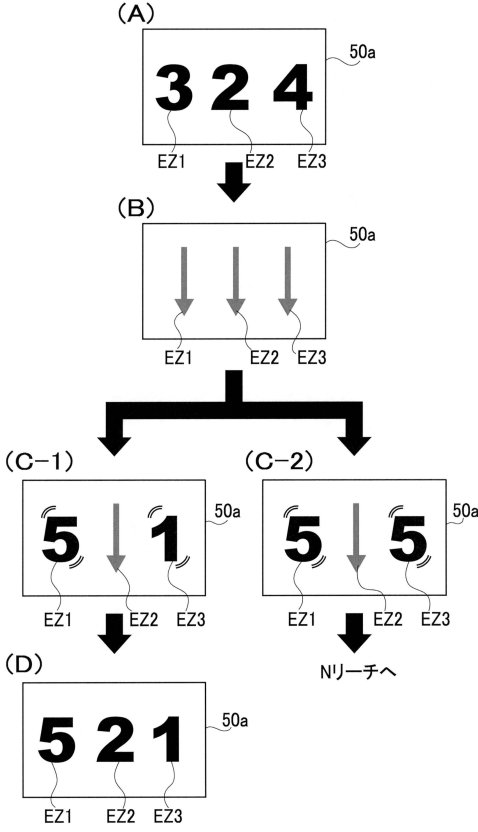 (A)
50a
3 2 4
EZ1 EZ2 EZ3
(B)
50a
EZ1 EZ2 EZ3
(C-1)
50a
5 1
EZ1 EZ2 EZ3
(C-2)
50a
5 5
EZ1 EZ2 EZ3
Nリーチへ
(D)
50a
5 2 1
EZ1 EZ2 EZ3